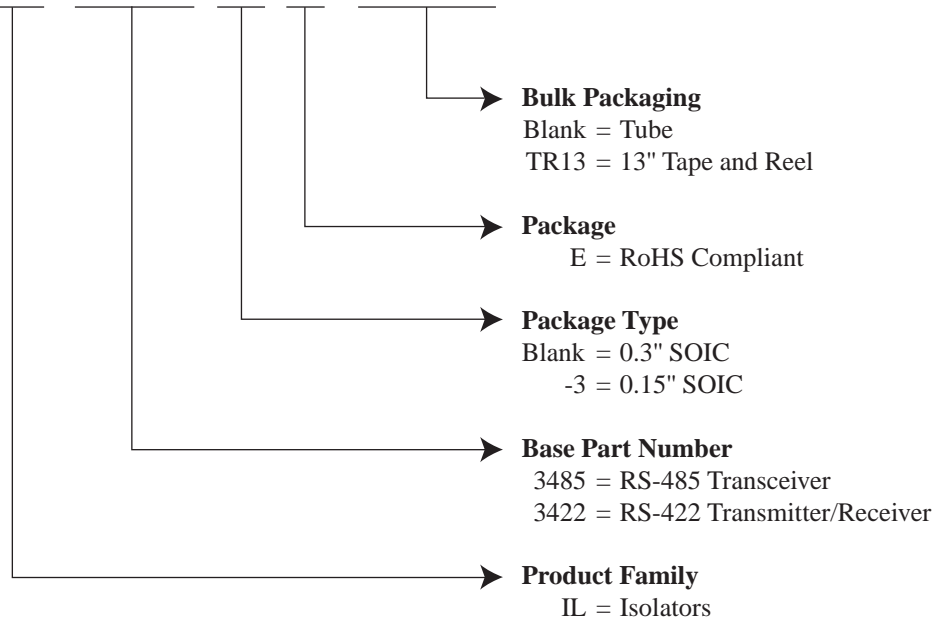 Bulk Packaging
Blank = Tube
TR13 = 13" Tape and Reel
Package
E = RoHS Compliant
Package Type
Blank = 0.3" SOIC
-3 = 0.15" SOIC
Base Part Number
3485 = RS-485 Transceiver
3422 = RS-422 Transmitter/Receiver
Product Family
IL = Isolators